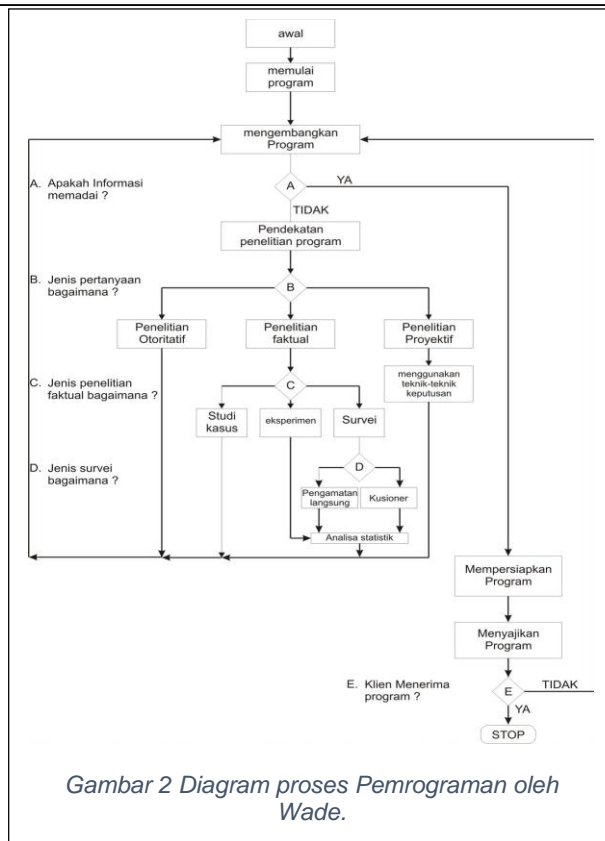 awal
memulai
program
mengembangkan
Program
A. Apakah Informasi
memadai ?
A
YA
TIDAK
Pendekatan
penelitian program
B. Jenis pertanyaan
bagaimana ?
B
Penelitian
Otoritatif
Penelitian
faktual
Penelitian
Proyektif
menggunakan
teknik-teknik
keputusan
C. Jenis penelitian
faktual bagaimana ?
C
Studi
kasus
eksperimen
Survei
D. Jenis survei
bagaimana ?
D
Pengamatan
langsung
Kusioner
Analisa statistik
Mempersiapkan
Program
Menyajikan
Program
E. Klien Menerima
program ?
E
TIDAK
YA
STOP
Gambar 2 Diagram proses Pemrograman oleh
Wade.